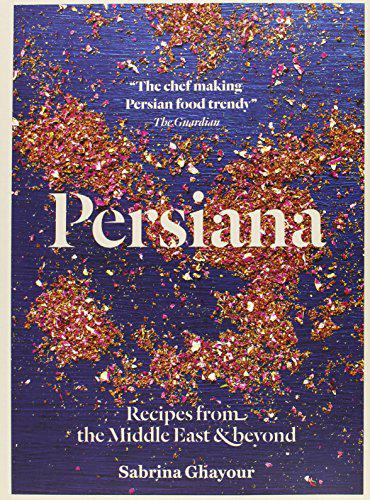 “The chef making
Persian food trendy”
The Guardian
Persiana
Recipes from
the Middle East & beyond
Sabrina Ghayour